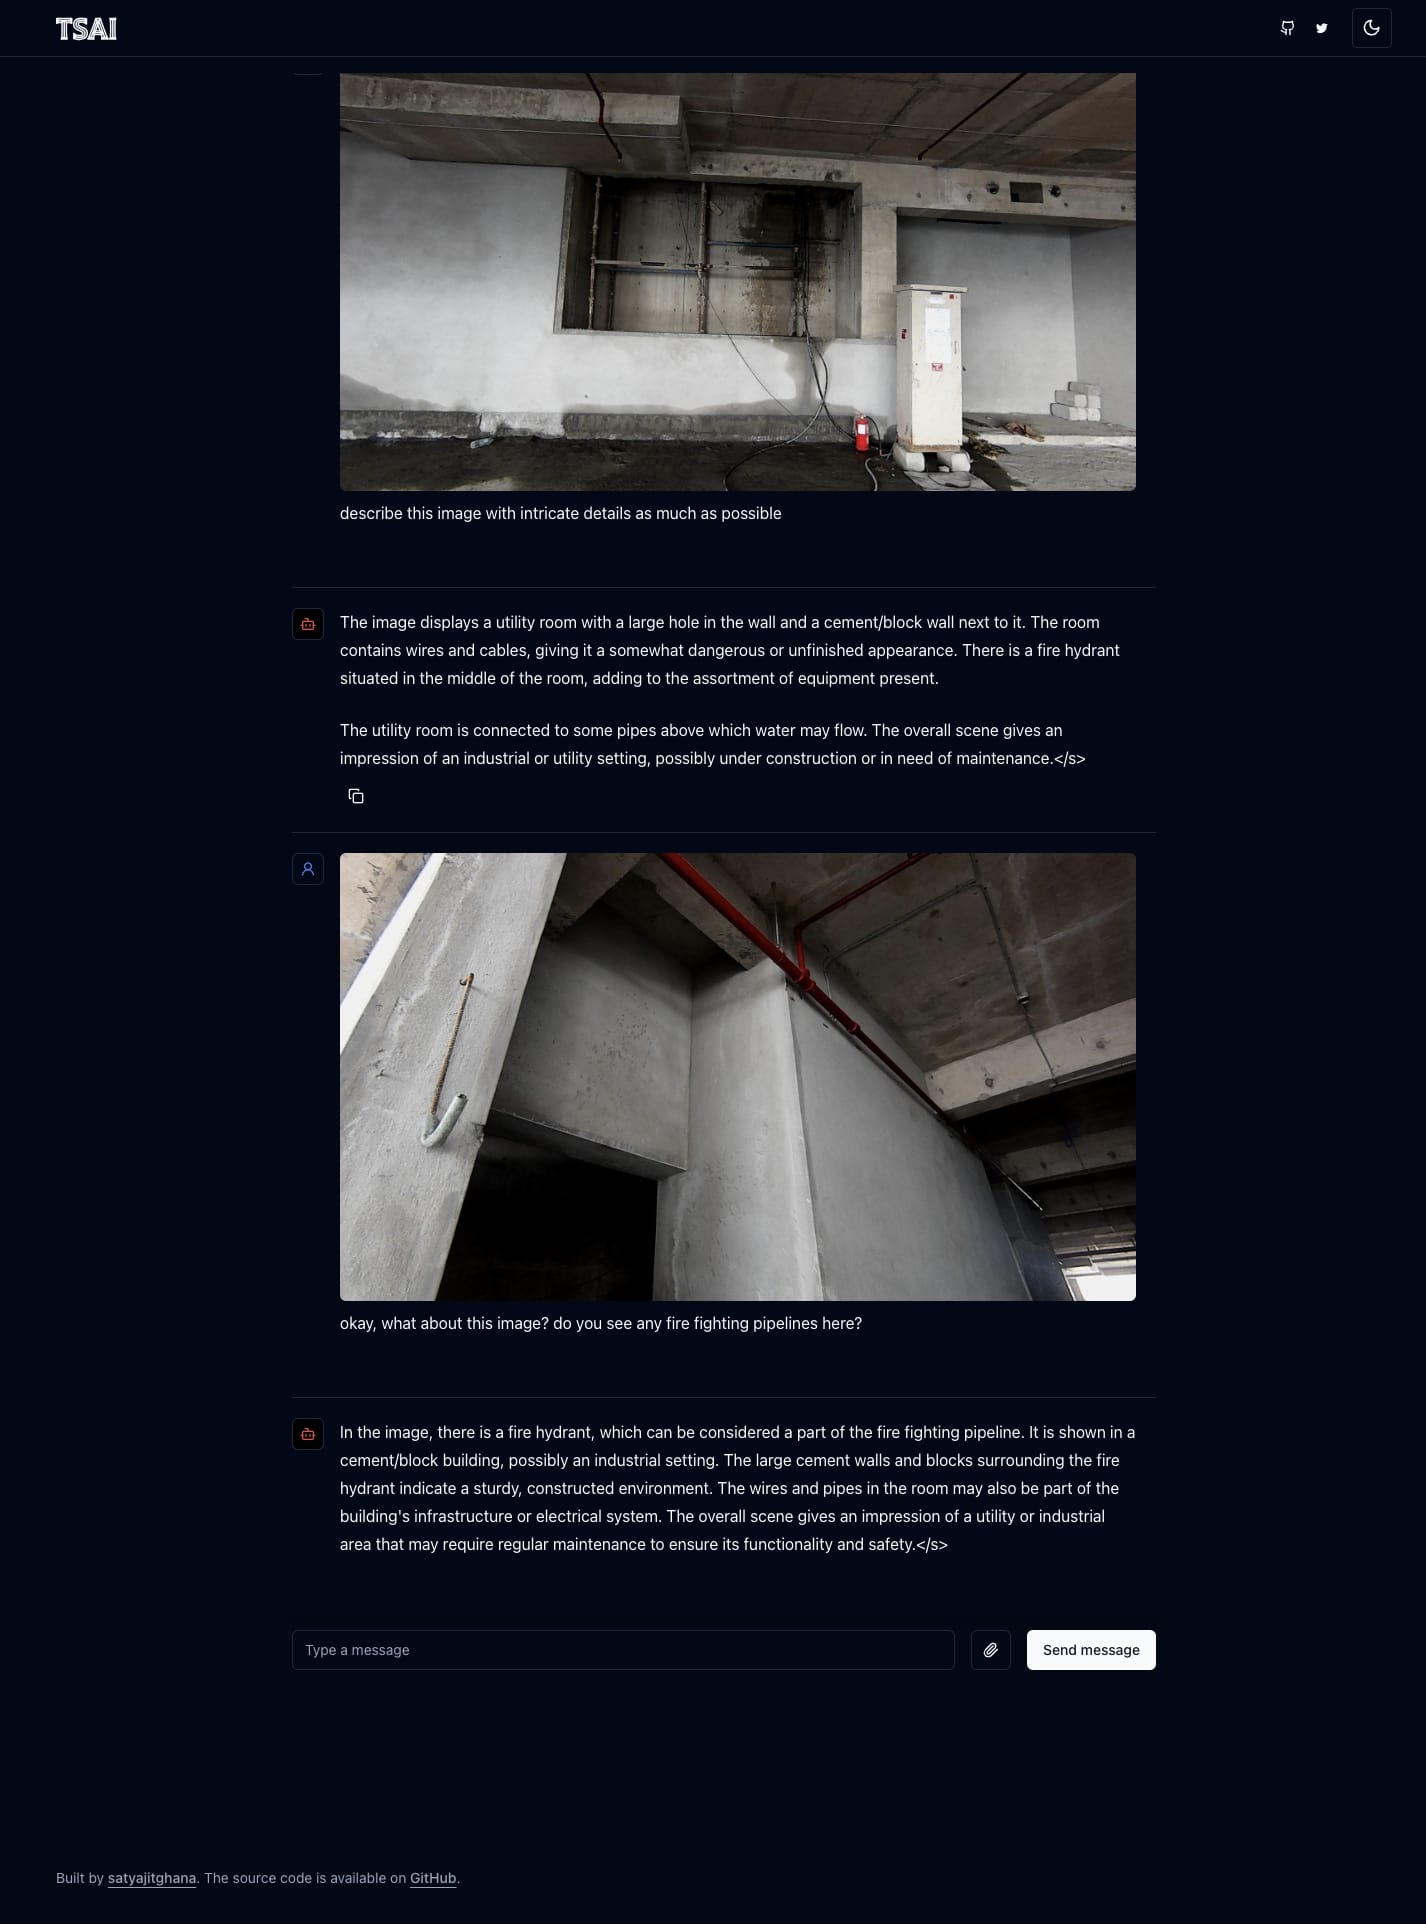 TSAI
describe this image with intricate details as much as possible
The image displays a utility room with a large hole in the wall and a cement/block wall next to it. The room
contains wires and cables, giving it a somewhat dangerous or unfinished appearance. There is a fire hydrant
situated in the middle of the room, adding to the assortment of equipment present.
The utility room is connected to some pipes above which water may flow. The overall scene gives an
impression of an industrial or utility setting, possibly under construction or in need of maintenance.</s>
okay, what about this image? do you see any fire fighting pipelines here?
In the image, there is a fire hydrant, which can be considered a part of the fire fighting pipeline. It is shown in a
cement/block building, possibly an industrial setting. The large cement walls and blocks surrounding the fire
hydrant indicate a sturdy, constructed environment. The wires and pipes in the room may also be part of the
building's infrastructure or electrical system. The overall scene gives an impression of a utility or industrial
area that may require regular maintenance to ensure its functionality and safety.</s>
Type a message
Send message
Built by satyajitghana. The source code is available on GitHub.